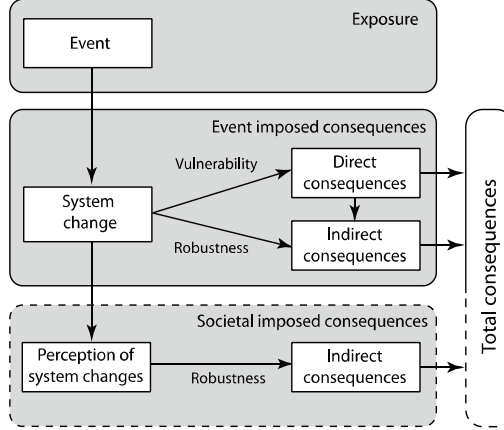 Exposure
Event
Event imposed consequences
Vulnerability
Direct
consequences
System
change
Robustness
Indirect
consequences
Societal imposed consequences
Perception of
system changes
Robustness
Indirect
consequences
Total consequences